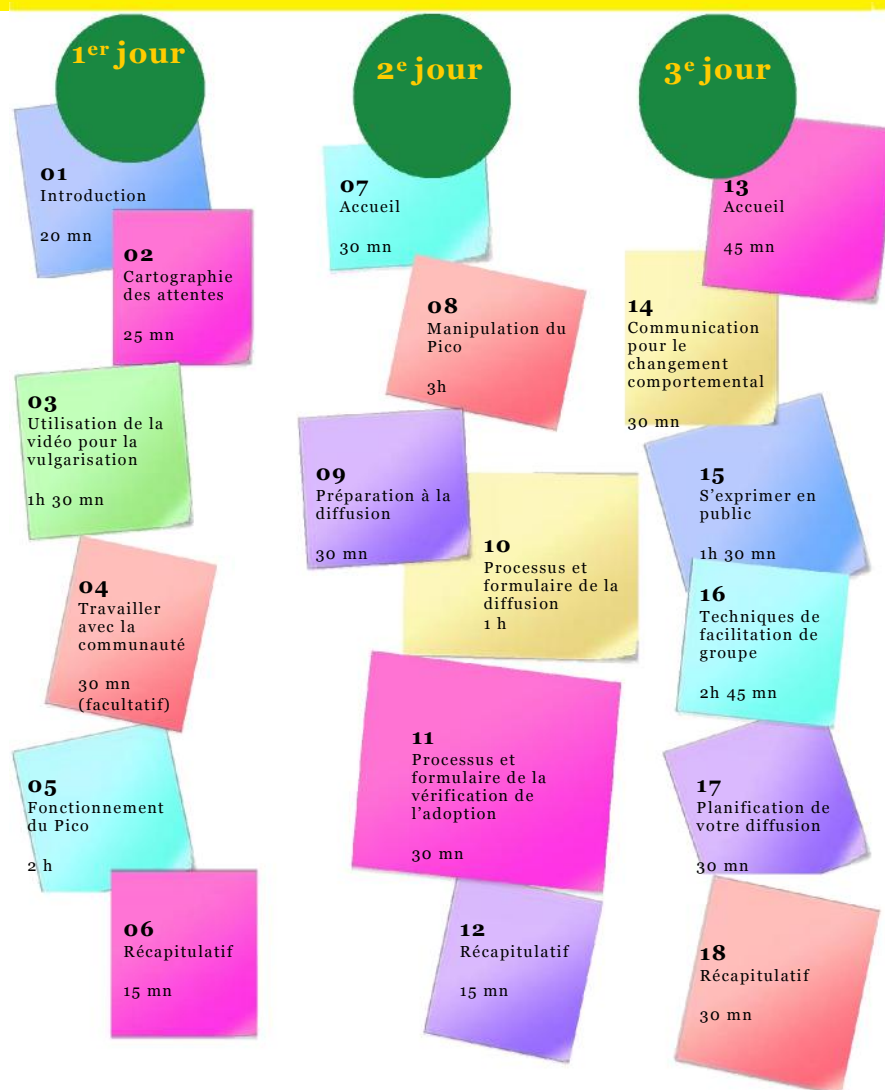 1er jour
01
Introduction
20 mn
02
Cartographie
des attentes
25 mn
03
Utilisation de la
vidéo pour la
vulgarisation
1h 30 mn
04
Travailler
avec la
communauté
30 mn
(facultatif)
05
Fonctionnement
du Pico
2 h
06
Récapitulatif
15 mn
2e jour
07
Accueil
30 mn
08
Manipulation du
Pico
3h
09
Préparation à la
diffusion
30 mn
10
Processus et
formulaire de la
diffusion
1 h
11
Processus et
formulaire de la
vérification de
l'adoption
30 mn
12
Récapitulatif
15 mn
3e jour
13
Accueil
45 mn
14
Communication
pour le
changement
comportemental
30 mn
15
S'exprimer en
public
1h 30 mn
16
Techniques de
facilitation de
groupe
2h 45 mn
17
Planification de
votre diffusion
30 mn
18
Récapitulatif
30 mn